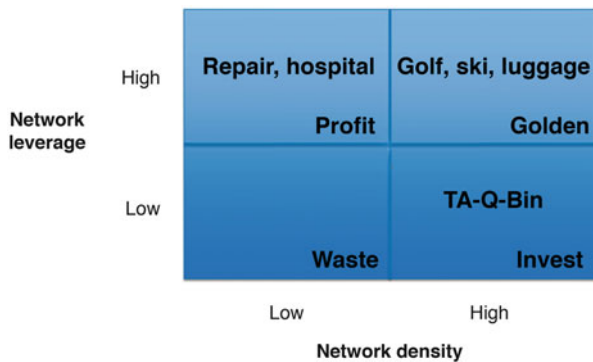 High
Repair, hospital
Golf, ski, luggage
Network
leverage
Profit
Golden
Low
TA-Q-Bin
Waste
Invest
Low
High
Network density